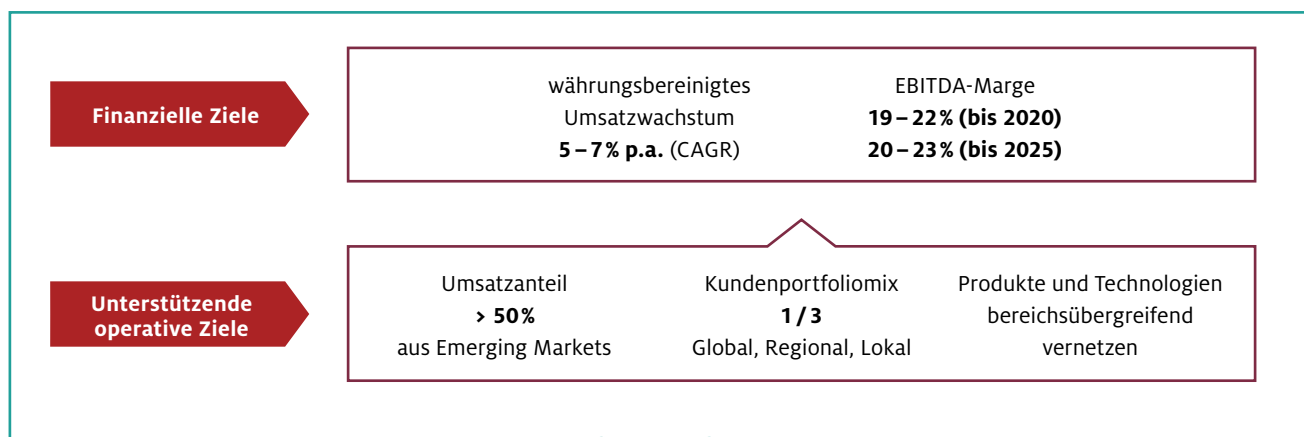 Finanzielle Ziele
währungsbereinigtes
Umsatzwachstum
5 – 7 % p.a. (CAGR)
EBITDA-Marge
19 – 22 % (bis 2020)
20 – 23 % (bis 2025)
Unterstützende
operative Ziele
Umsatzanteil
> 50 %
aus Emerging Markets
Kundenportfoliomix
1 / 3
Global, Regional, Lokal
Produkte und Technologien
bereichsübergreifend
vernetzen